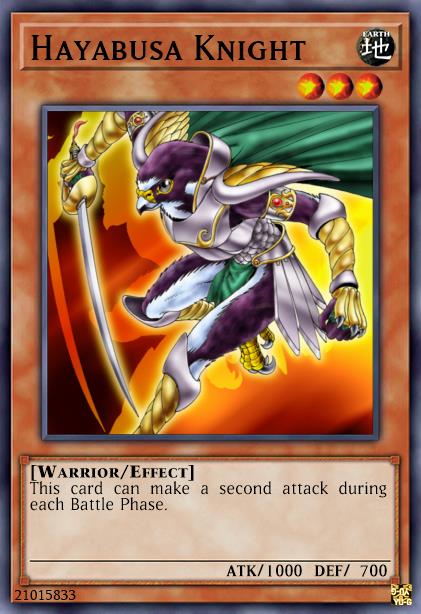 HAYABUSA KNIGHT
EARTH
地
[WARRIOR/EFFECT]
This card can make a second attack during
each Battle Phase.
ATK/1000 DEF/ 700
21015833